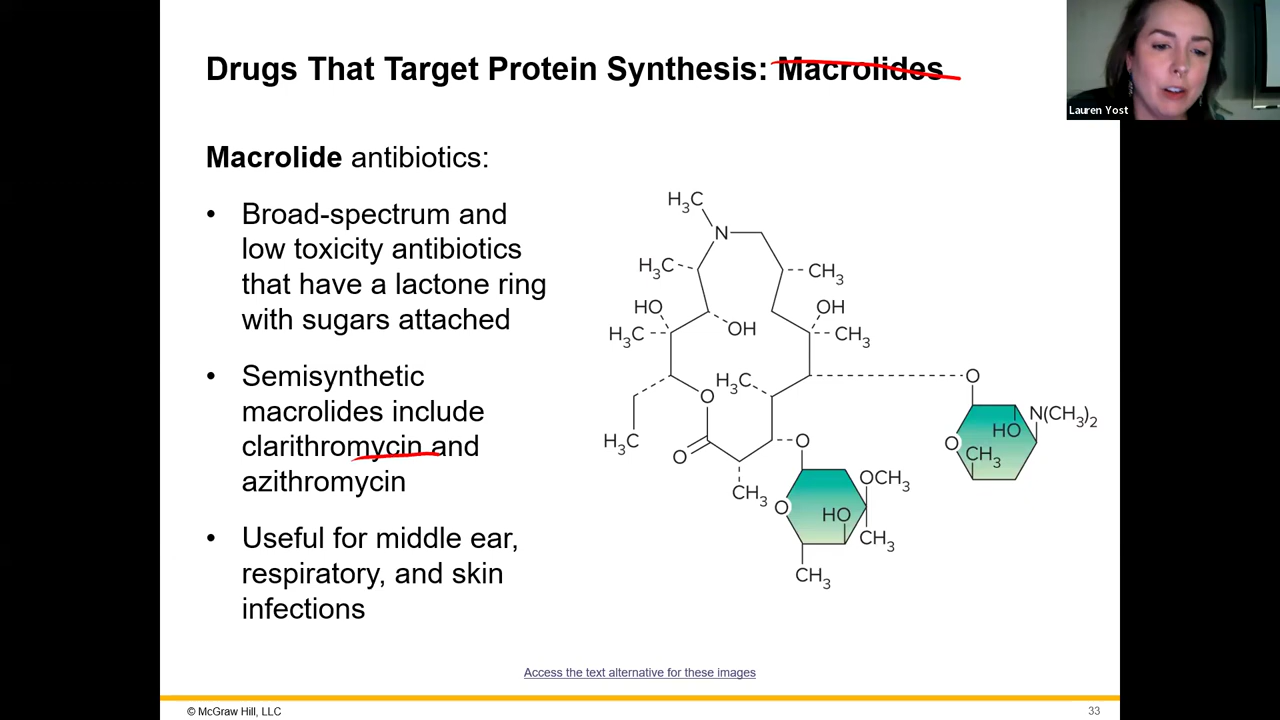 Drugs That Target Protein Synthesis: Macrolides
Lauren Yost
Macrolide antibiotics:
• Broad-spectrum and
low toxicity antibiotics
that have a lactone ring
with sugars attached
• Semisynthetic
macrolides include
clarithromycin and
azithromycin
• Useful for middle ear,
respiratory, and skin
infections
H₃C
N
H₃C
CH₃
HO
OH
H₃C
OH
CH₃
H₃C
O
O
H₃C
O
O
CH₃
O
N(CH₃)₂
HO
O
CH₃
OCH₃
O
HO
CH₃
CH₃
Access the text alternative for these images
© McGraw Hill, LLC
33